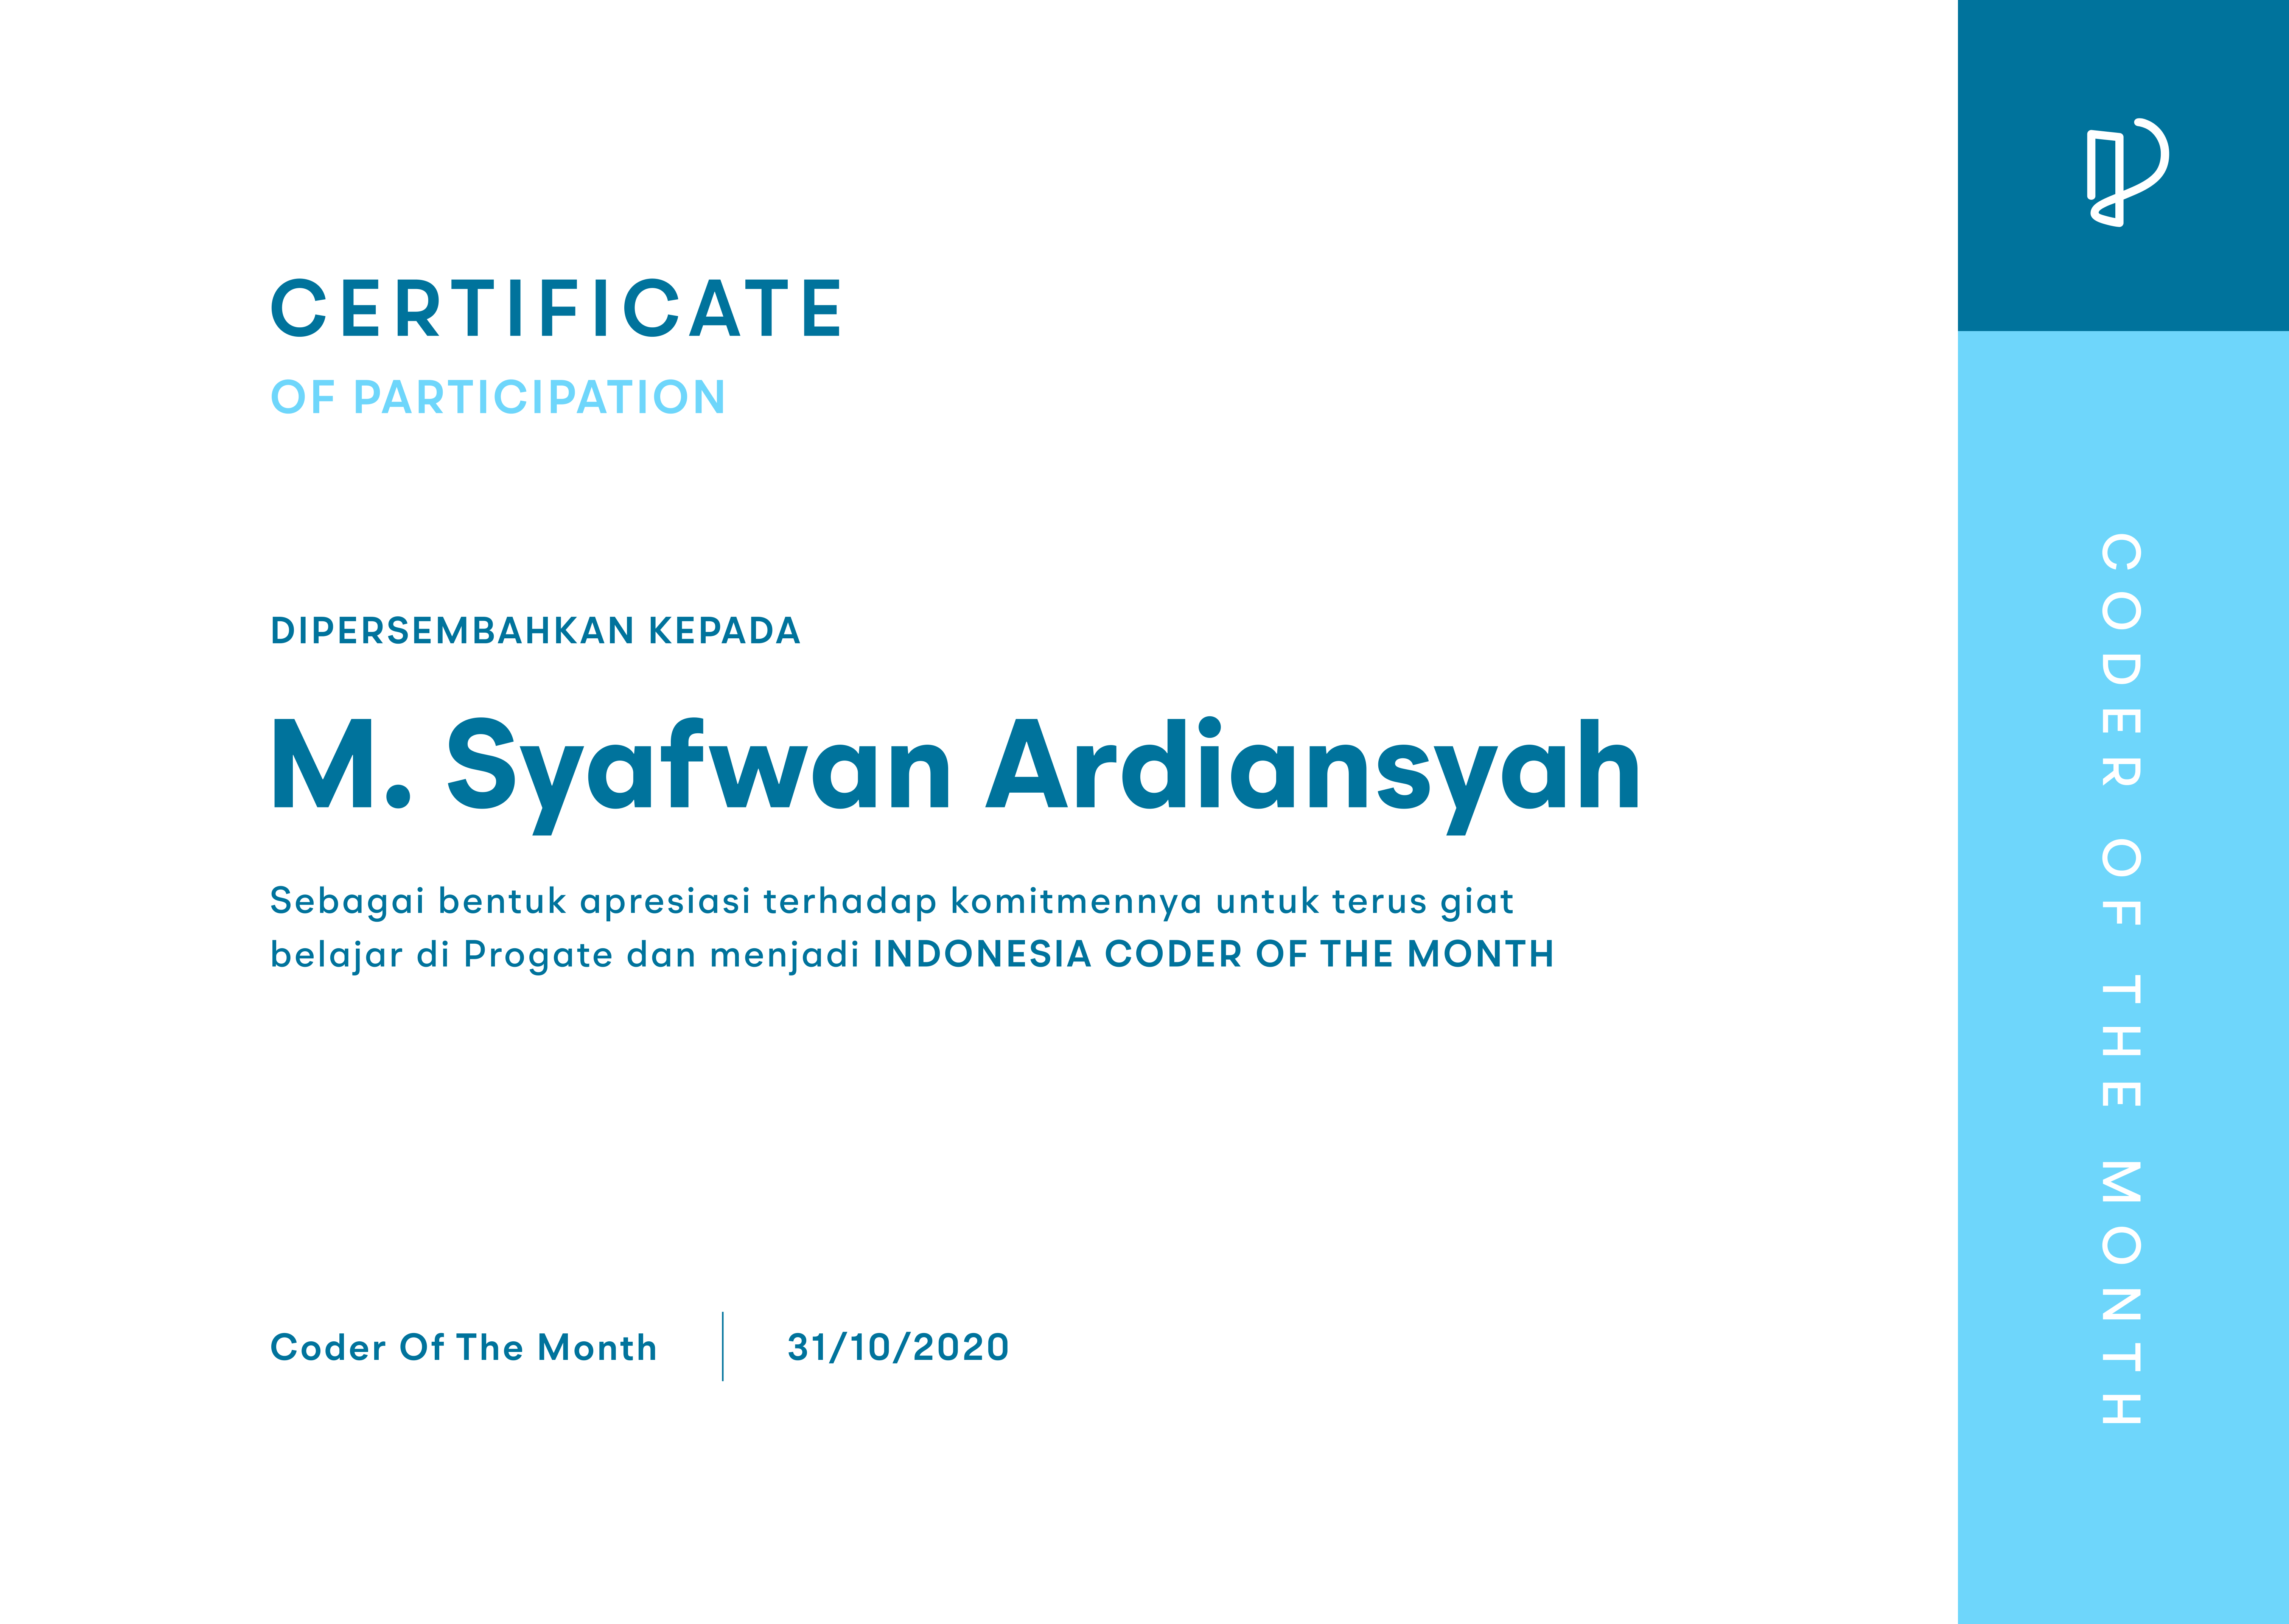 CERTIFICATE
OF PARTICIPATION
DIPERSEMBAHKAN KEPADA
M. Syafwan Ardiansyah
Sebagai bentuk apresiasi terhadap komitmennya untuk terus giat
belajar di Progate dan menjadi INDONESIA CODER OF THE MONTH
Coder Of The Month
31/10/2020
CODER OF THE MONTH